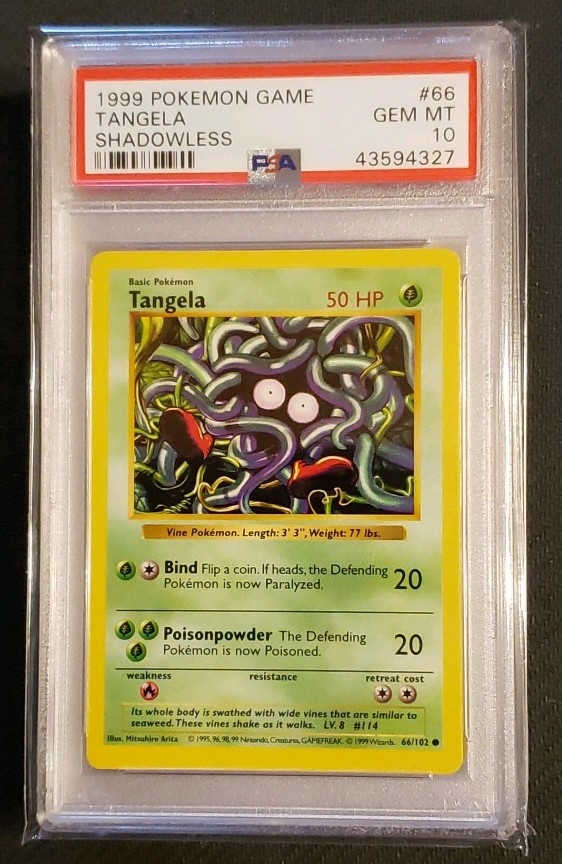 1999 POKEMON GAME #66
TANGELA GEM MT
SHADOWLESS 10
PSA 43594327
Basic Pokémon
Tangela 50 HP
Vine Pokémon. Length: 3' 3", Weight: 77 lbs.
Bind Flip a coin. If heads, the Defending
Pokémon is now Paralyzed. 20
Poisonpowder The Defending
Pokémon is now Poisoned. 20
weakness resistance retreat cost
Its whole body is swathed with wide vines that are similar to
seaweed. These vines shake as it walks. LV. 8 #114
Illus. Mitsuhiro Arita © 1995, 96, 98, 99 Nintendo, Creatures, GAMEFREAK. © 1999 Wizards. 66/102